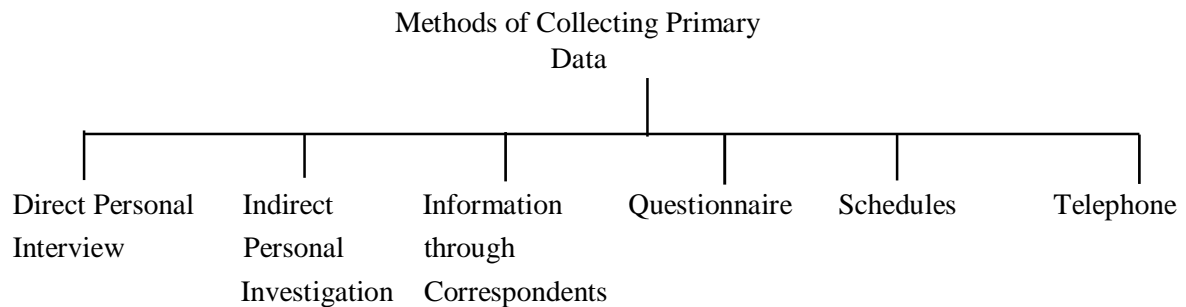 Methods of Collecting Primary
Data
Direct Personal
Interview
Indirect
Personal
Investigation
Information
through
Correspondents
Questionnaire
Schedules
Telephone